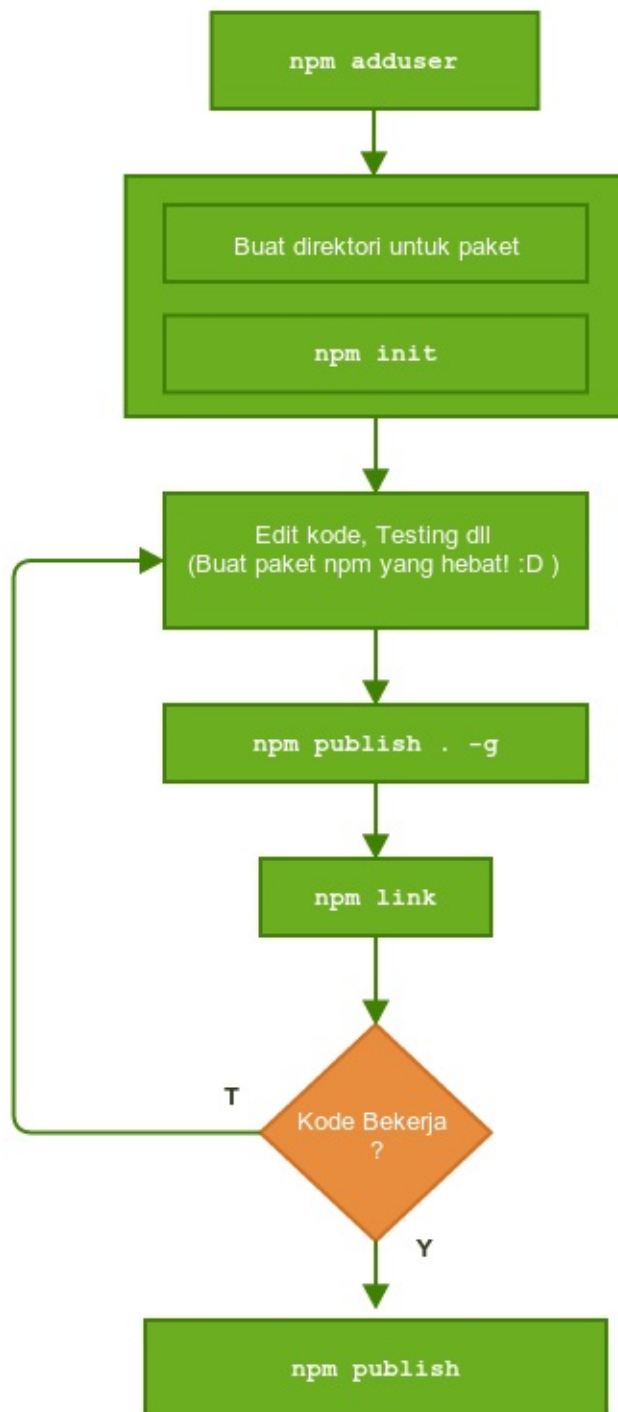 npm adduser
Buat direktori untuk paket
npm init
Edit kode, Testing dll
(Buat paket npm yang hebat! :D )
npm publish . -g
npm link
T
Kode Bekerja
?
Y
npm publish